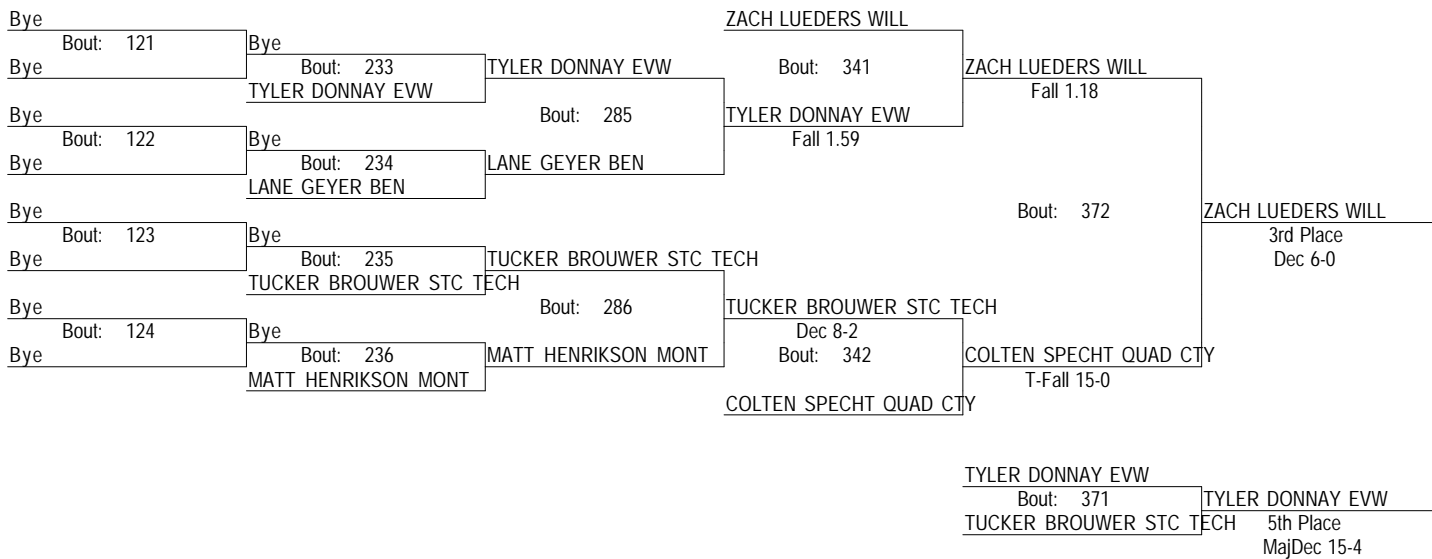 Bye
Bout: 121
Bye
Bye
Bout: 122
Bye
Bye
Bout: 123
Bye
Bye
Bout: 124
Bye
Bye
Bout: 233
TYLER DONNAY EVW
Bye
Bout: 234
LANE GEYER BEN
Bye
Bout: 235
TUCKER BROUWER STC TECH
Bye
Bout: 236
MATT HENRIKSON MONT
TYLER DONNAY EVW
Bout: 285
LANE GEYER BEN
TUCKER BROUWER STC TECH
Bout: 286
MATT HENRIKSON MONT
ZACH LUEDERS WILL
Bout: 341
TYLER DONNAY EVW
Fall 1.59
TUCKER BROUWER STC TECH
Dec 8-2
Bout: 342
COLTEN SPECHT QUAD CTY
ZACH LUEDERS WILL
Fall 1.18
Bout: 372
COLTEN SPECHT QUAD CTY
T-Fall 15-0
ZACH LUEDERS WILL
3rd Place
Dec 6-0
TYLER DONNAY EVW
Bout: 371
TUCKER BROUWER STC TECH
TYLER DONNAY EVW
5th Place
MajDec 15-4